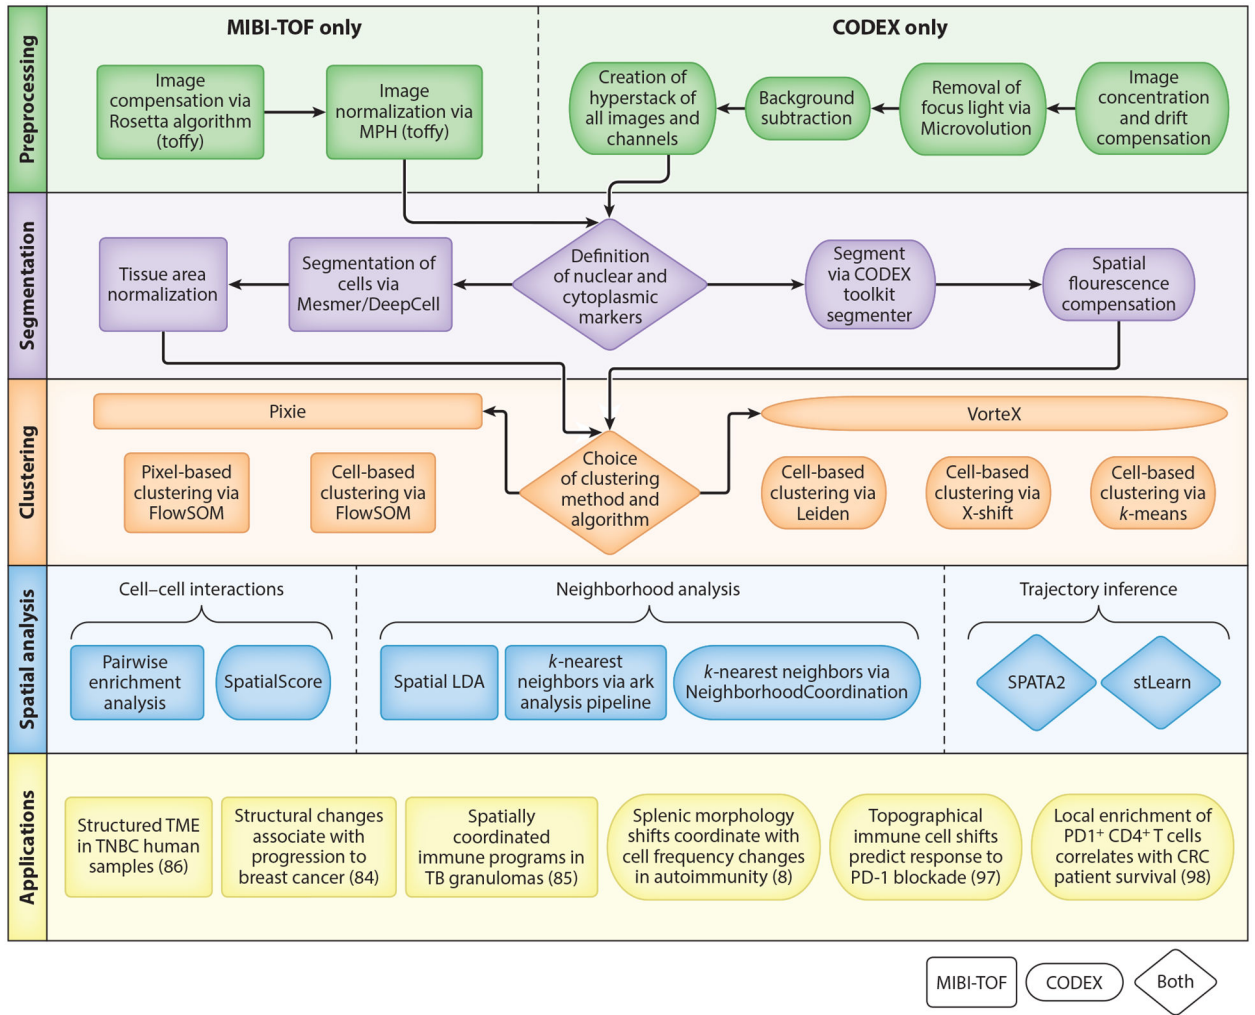 MIBI-TOF only
CODEX only
Preprocessing
Image
compensation via
Rosetta algorithm
(toffy)
Image
normalization via
MPH (toffy)
Creation of
hyperstack of
all images and
channels
Background
subtraction
Removal of
focus light via
Microvolution
Image
concentration
and drift
compensation
Segmentation
Tissue area
normalization
Segmentation of
cells via
Mesmer/DeepCell
Definition
of nuclear and
cytoplasmic
markers
Segment
via CODEX
toolkit
segmenter
Spatial
flourescence
compensation
Clustering
Pixie
VorteX
Pixel-based
clustering via
FlowSOM
Cell-based
clustering via
FlowSOM
Choice
of clustering
method and
algorithm
Cell-based
clustering via
Leiden
Cell-based
clustering via
X-shift
Cell-based
clustering via
k-means
Spatial analysis
Cell–cell interactions
Neighborhood analysis
Trajectory inference
Pairwise
enrichment
analysis
SpatialScore
Spatial LDA
k-nearest
neighbors via ark
analysis pipeline
k-nearest neighbors via
NeighborhoodCoordination
SPATA2
stLearn
Applications
Structured TME
in TNBC human
samples (86)
Structural changes
associate with
progression to
breast cancer (84)
Spatially
coordinated
immune programs in
TB granulomas (85)
Splenic morphology
shifts coordinate with
cell frequency changes
in autoimmunity (8)
Topographical
immune cell shifts
predict response to
PD-1 blockade (97)
Local enrichment of
PD1⁺ CD4⁺ T cells
correlates with CRC
patient survival (98)
MIBI-TOF
CODEX
Both